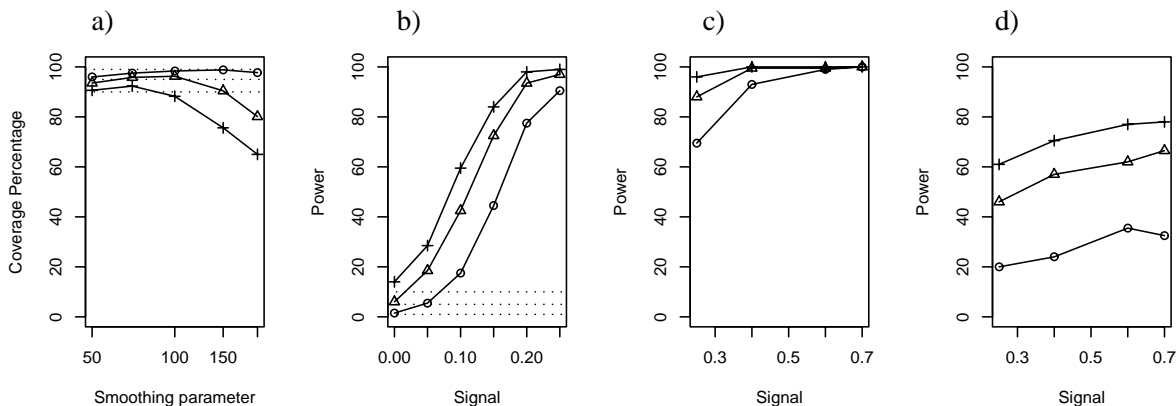 a)
Coverage Percentage
0 20 40 60 80 100
50 100 150
Smoothing parameter
b)
Power
0 20 40 60 80 100
0.00 0.10 0.20
Signal
c)
Power
0 20 40 60 80 100
0.3 0.5 0.7
Signal
d)
Power
0 20 40 60 80 100
0.3 0.5 0.7
Signal